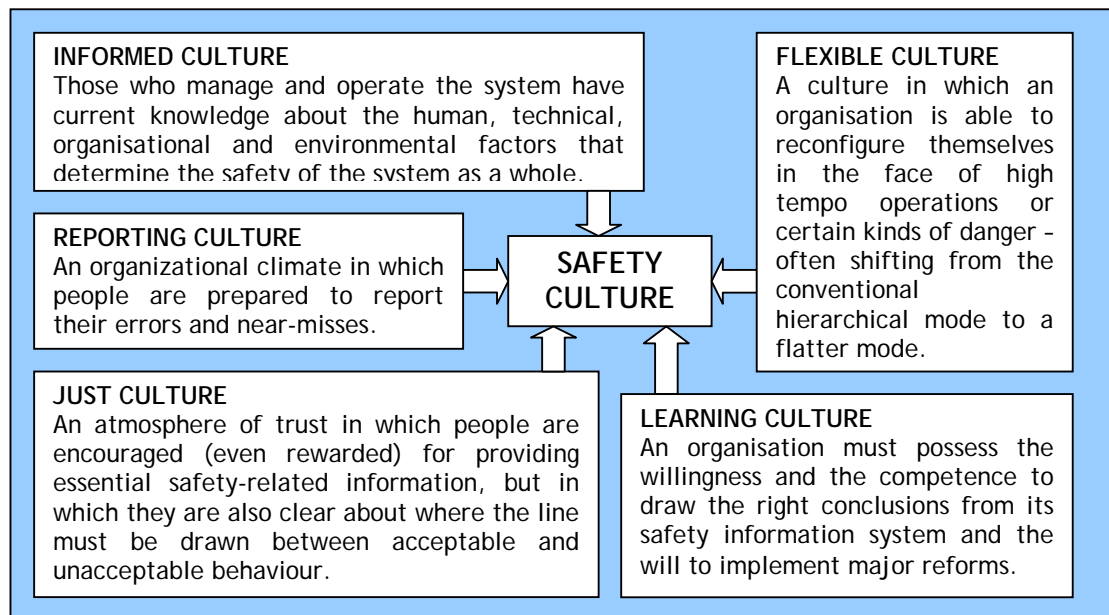 INFORMED CULTURE
Those who manage and operate the system have
current knowledge about the human, technical,
organisational and environmental factors that
determine the safety of the system as a whole.
REPORTING CULTURE
An organizational climate in which
people are prepared to report
their errors and near-misses.
JUST CULTURE
An atmosphere of trust in which people are
encouraged (even rewarded) for providing
essential safety-related information, but in
which they are also clear about where the line
must be drawn between acceptable and
unacceptable behaviour.
SAFETY
CULTURE
FLEXIBLE CULTURE
A culture in which an
organisation is able to
reconfigure themselves
in the face of high
tempo operations or
certain kinds of danger –
often shifting from the
conventional
hierarchical mode to a
flatter mode.
LEARNING CULTURE
An organisation must possess the
willingness and the competence to
draw the right conclusions from its
safety information system and the
will to implement major reforms.